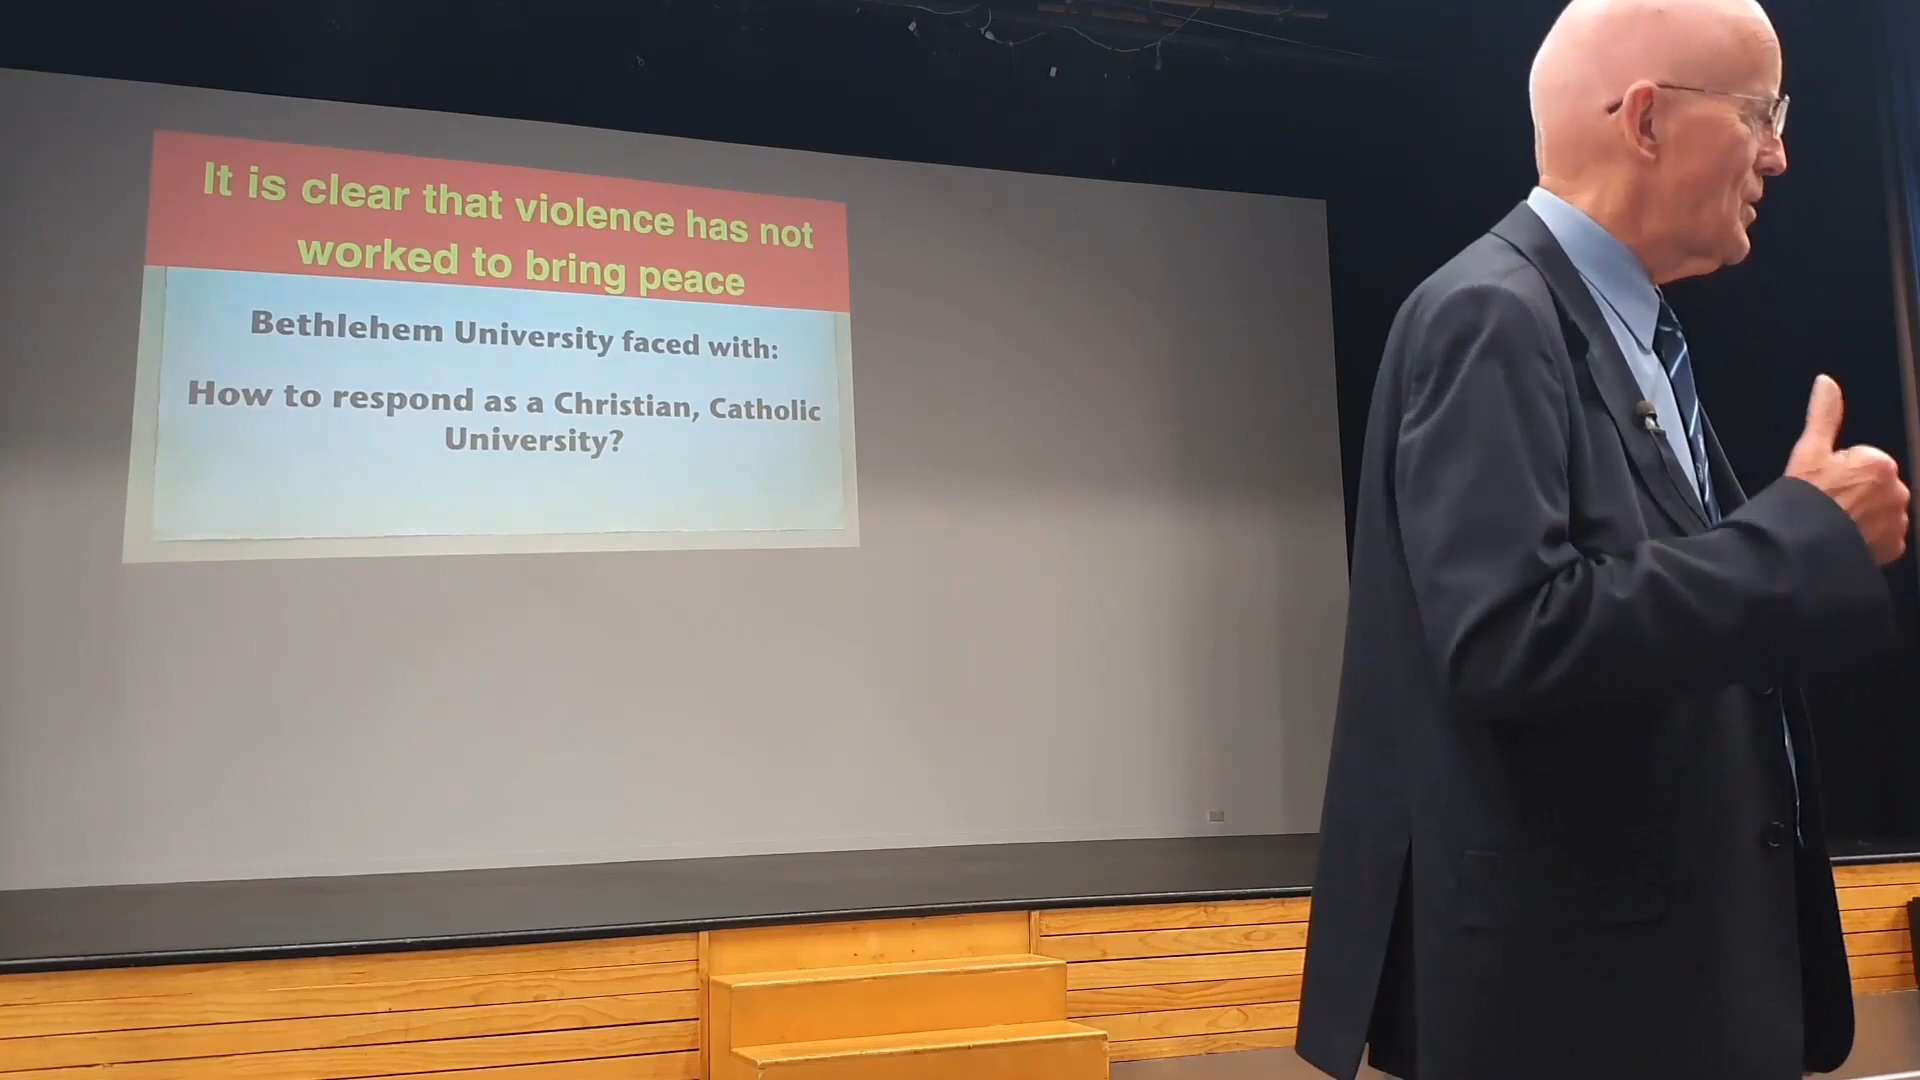 It is clear that violence has not
worked to bring peace
Bethlehem University faced with:
How to respond as a Christian, Catholic
University?